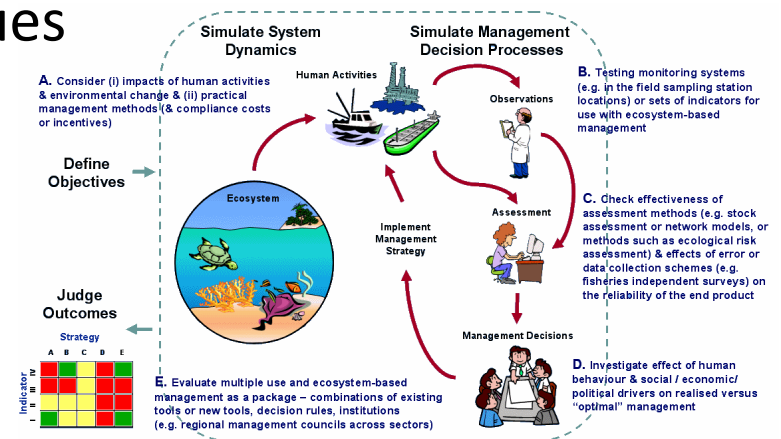 ues
Simulate System
Dynamics
Simulate Management
Decision Processes
A. Consider (i) impacts of human activities
& environmental change & (ii) practical
management methods (& compliance costs
or incentives)
Human Activities
Observations
B. Testing monitoring systems
(e.g. in the field sampling station
locations) or sets of indicators for
use with ecosystem-based
management
Define
Objectives
Ecosystem
Implement
Management
Strategy
Assessment
C. Check effectiveness of
assessment methods (e.g. stock
assessment or network models, or
methods such as ecological risk
assessment) & effects of error or
data collection schemes (e.g.
fisheries independent surveys) on
the reliability of the end product
Judge
Outcomes
Strategy
A B C D E
Indicator
IV
III
II
I
Management Decisions
D. Investigate effect of human
behaviour & social / economic/
political drivers on realised versus
“optimal” management
E. Evaluate multiple use and ecosystem-based
management as a package – combinations of existing
tools or new tools, decision rules, institutions
(e.g. regional management councils across sectors)